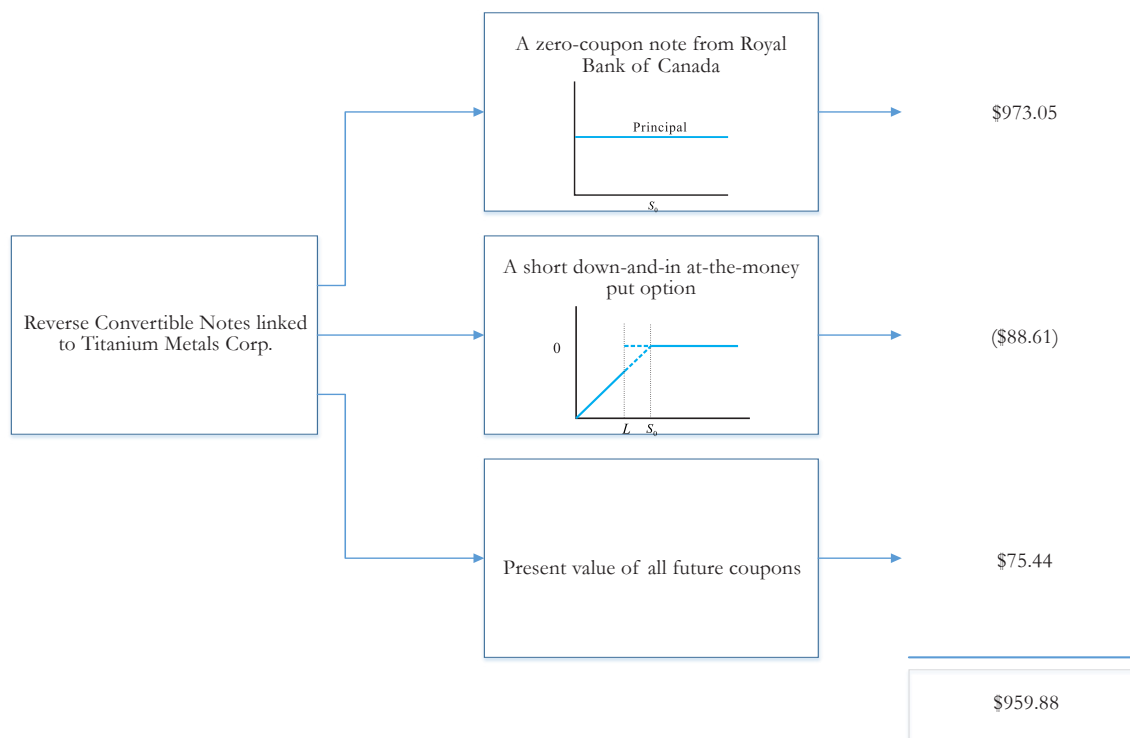 A zero-coupon note from Royal
Bank of Canada
Principal
S₀
$973.05
Reverse Convertible Notes linked
to Titanium Metals Corp.
A short down-and-in at-the-money
put option
0
L S₀
($88.61)
Present value of all future coupons
$75.44
$959.88